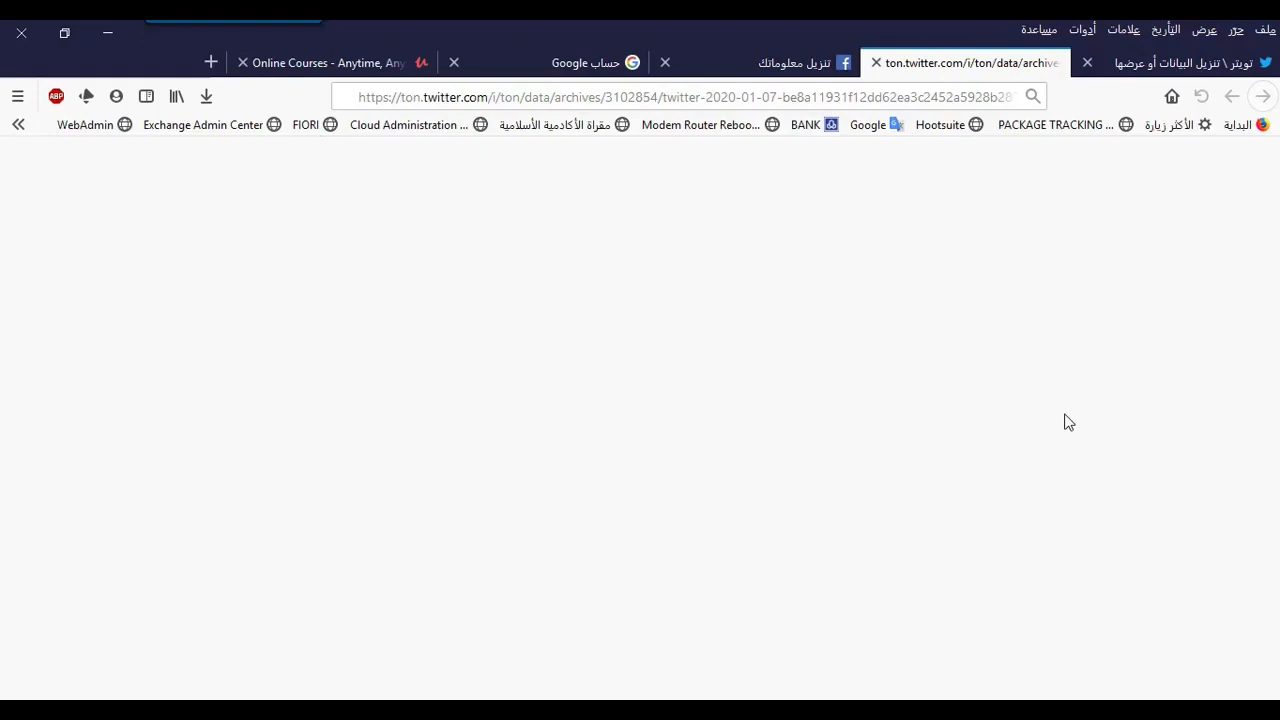 ملف حرّر عرض التأريخ علامات أدوات مساعدة
تويتر \ تنزيل البيانات أو عرضها
ton.twitter.com/i/ton/data/archive
تنزيل معلوماتك
حساب Google
Online Courses - Anytime, Any
https://ton.twitter.com/i/ton/data/archives/3102854/twitter-2020-01-07-be8a11931f12dd62ea3c2452a5928b28
ABP
البداية
الأكثر زيارة
PACKAGE TRACKING ...
Hootsuite
Google
BANK
Modem Router Reboo...
مقراة الأكادمية الأسلامية
Cloud Administration ...
FIORI
Exchange Admin Center
WebAdmin